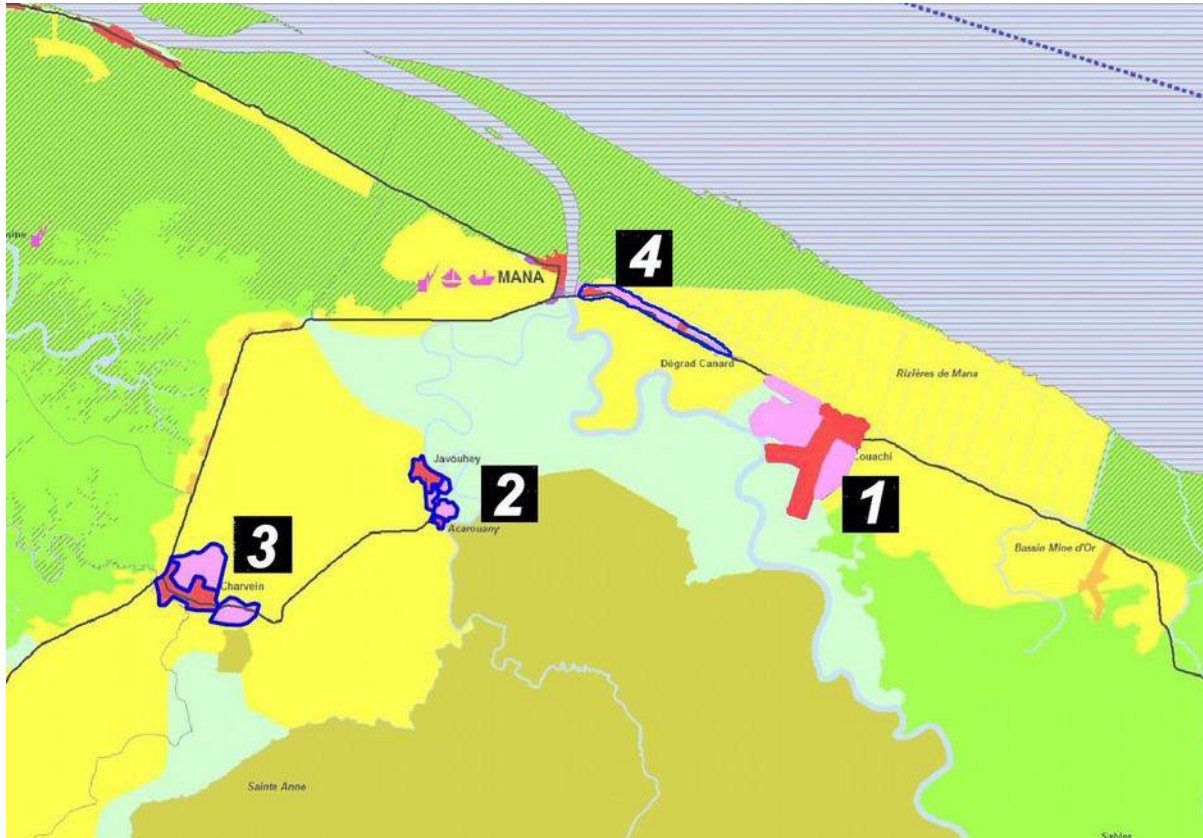 4
MANA
Dégrad Canard
Rizières de Mana
Javouhey
2
Couachi
1
Acarouany
3
Bassin Mine d'Or
Charvein
Sainte Anne
Sables